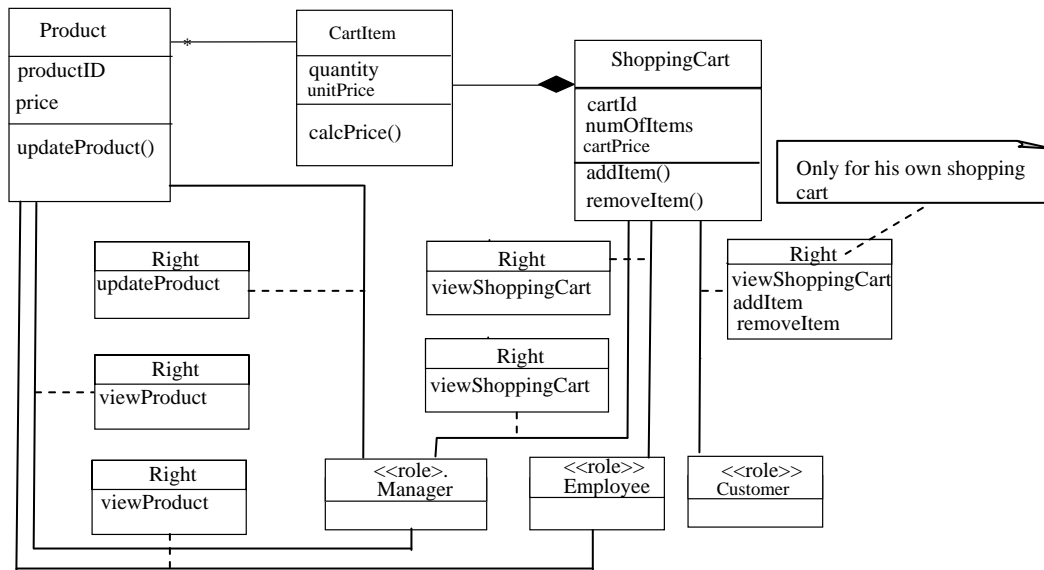 Product
productID
price
updateProduct()
*
CartItem
quantity
unitPrice
calcPrice()
ShoppingCart
cartId
numOfItems
cartPrice
addItem()
removeItem()
Only for his own shopping
cart
Right
updateProduct
Right
viewShoppingCart
Right
viewShoppingCart
addItem
removeItem
Right
viewProduct
Right
viewShoppingCart
Right
viewProduct
<<role>.
Manager
<<role>>
Employee
<<role>>
Customer